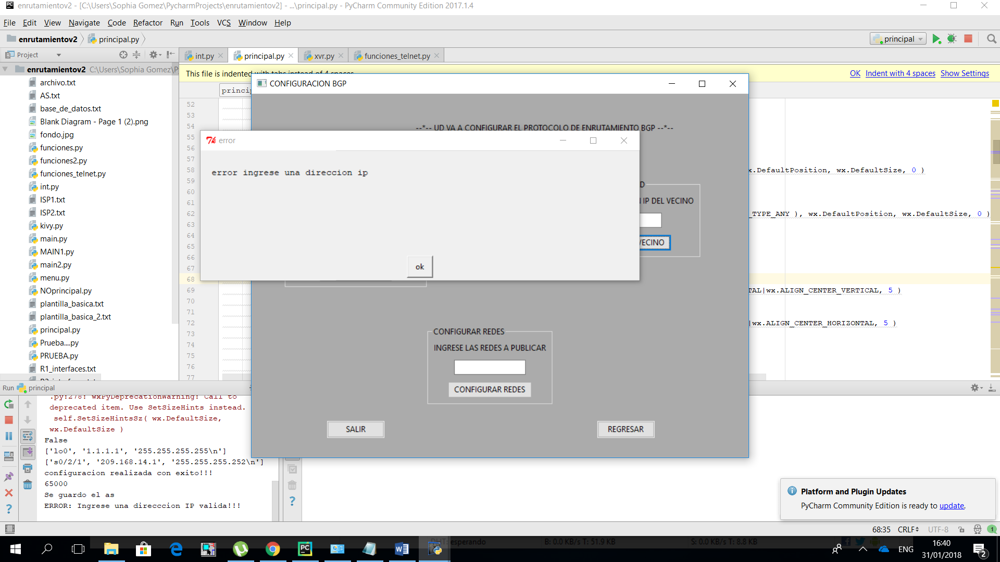 enrutamientov2 - [C:\Users\Sophia Gomez\PycharmProjects\enrutamientov2] - ...\principal.py - PyCharm Community Edition 2017.1.4
File Edit View Navigate Code Refactor Run Tools VCS Window Help
enrutamientov2 principal.py
principal
Project
int.py principal.py xvr.py funciones_telnet.py
enrutamientov2 C:\Users\Sophia Gomez\P
This file is indented with tabs instead of 4 spaces
OK Indent with 4 spaces Show Settings
archivo.txt
AS.txt
base_de_datos.txt
Blank Diagram - Page 1 (2).png
fondo.jpg
funciones.py
funciones2.py
funciones_telnet.py
int.py
ISP1.txt
ISP2.txt
kivy.py
main.py
MAIN1.py
main2.py
menu.py
NOprincipal.py
plantilla_basica.txt
plantilla_basica_2.txt
principal.py
Prueba....py
PRUEBA.py
R1_interfaces.txt
princip
52
53
54
55
56
57
58
59
60
61
62
63
64
65
66
67
68
69
70
71
72
73
74
75
76
77
x.DefaultPosition, wx.DefaultSize, 0 )
_TYPE_ANY ), wx.DefaultPosition, wx.DefaultSize, 0 )
TAL|wx.ALIGN_CENTER_VERTICAL, 5 )
|wx.ALIGN_CENTER_HORIZONTAL, 5 )
CONFIGURACION BGP
--*-- UD VA A CONFIGURAR EL PROTOCOLO DE ENRUTAMIENTO BGP --*--
D
IP DEL VECINO
VECINO
error
error ingrese una direccion ip
ok
CONFIGURAR REDES
INGRESE LAS REDES A PUBLICAR
CONFIGURAR REDES
SALIR
REGRESAR
Run principal
.py:278: wxPyDeprecationWarning: Call to
deprecated item. Use SetSizeHints instead.
self.SetSizeHintsSz( wx.DefaultSize,
wx.DefaultSize )
False
['lo0', '1.1.1.1', '255.255.255.255\n']
['s0/2/1', '209.168.14.1', '255.255.255.252\n']
configuracion realizada con exito!!!
65000
Se guardo el as
ERROR: Ingrese una direcccion IP valida!!!
Platform and Plugin Updates
PyCharm Community Edition is ready to update.
68:35 CRLF UTF-8 1
DHT: esperando B: 0.0 KB/s T: 51.9 KB S: 0.0 KB/s T: 8.8 KB
ENG
16:40
31/01/2018
2